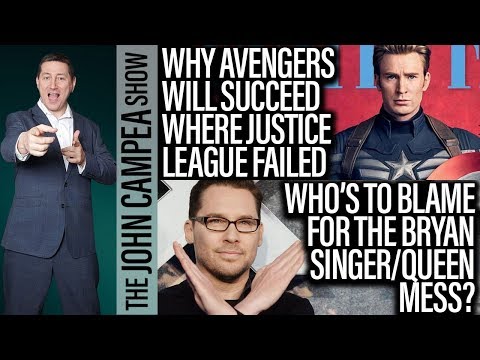 THE JOHN CAMPEA SHOW
WHY AVENGERS
WILL SUCCEED
WHERE JUSTICE
LEAGUE FAILED
WHO'S TO BLAME
FOR THE BRYAN
SINGER/QUEEN
MESS?